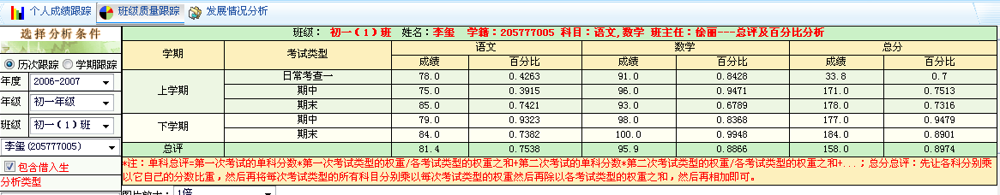 个人成绩跟踪 班级质量跟踪 发展情况分析
选择分析条件
历次跟踪 学期跟踪
年度 2006-2007
年级 初一年级
班级 初一(1)班
李玺(205777005)
包含借入生
分析类型
班级: 初一(1)班 姓名:李玺 学籍:205777005 科目:语文,数学 班主任:徐丽---总评及百分比分析
学期 考试类型 语文 数学 总分
成绩 百分比 成绩 百分比 成绩 百分比
上学期 日常考查一 78.0 0.4263 91.0 0.8428 33.8 0.7
期中 75.0 0.3915 96.0 0.9471 171.0 0.7513
期末 85.0 0.7421 93.0 0.6789 178.0 0.7316
下学期 期中 79.0 0.9323 98.0 0.8368 177.0 0.9479
期末 84.0 0.7382 100.0 0.9948 184.0 0.8901
总评 81.4 0.7538 95.9 0.8866 158.0 0.8974
*注:单科总评=第一次考试的单科分数*第一次考试类型的权重/各考试类型的权重之和+第二次考试的单科分数*第二次考试类型的权重/各考试类型的权重之和+...;总分总评:先让各科分别乘
以它自己的分数比重,然后再将每次考试类型的所有科目分别乘以每次考试类型的权重然后再除以各考试类型的权重之和,然后再相加即可。
图片放大: 1倍